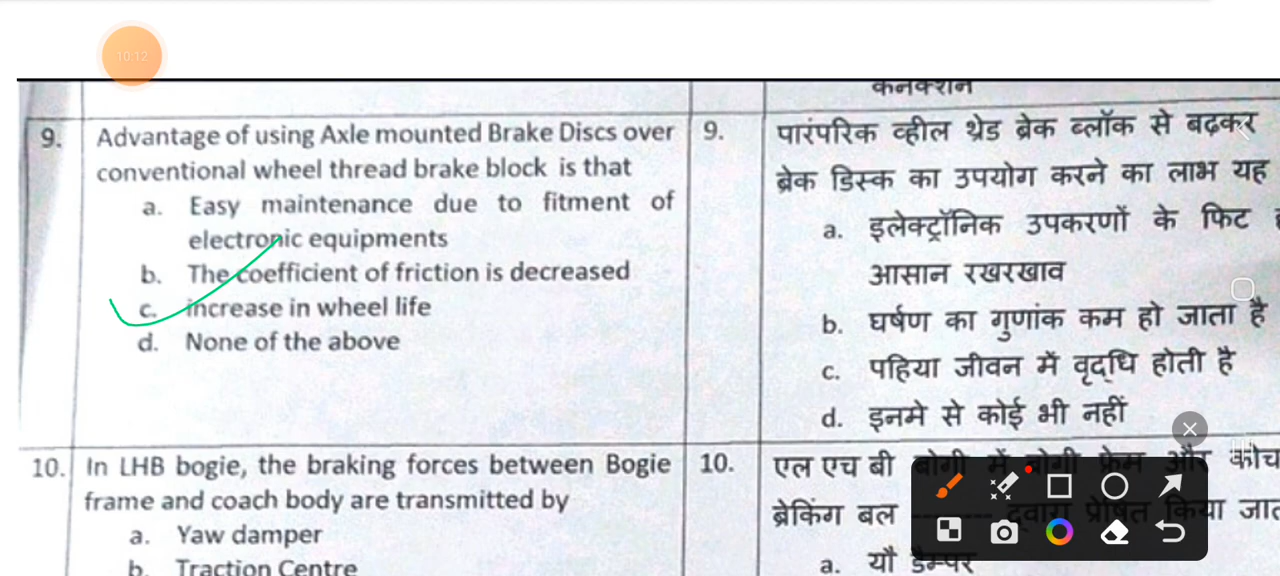 10:12
कनेक्शन
9. Advantage of using Axle mounted Brake Discs over
conventional wheel thread brake block is that
a. Easy maintenance due to fitment of
electronic equipments
b. The coefficient of friction is decreased
c. increase in wheel life
d. None of the above
9. पारंपरिक व्हील थ्रेड ब्रेक ब्लॉक से बढ़कर
ब्रेक डिस्क का उपयोग करने का लाभ यह
a. इलेक्ट्रॉनिक उपकरणों के फिट
आसान रखरखाव
b. घर्षण का गुणांक कम हो जाता है
c. पहिया जीवन में वृद्धि होती है
d. इनमे से कोई भी नहीं
10. In LHB bogie, the braking forces between Bogie
frame and coach body are transmitted by
a. Yaw damper
b. Traction Centre
10. एल एच बी बोगी में बोगी फ्रेम और कोच
ब्रेकिंग बल -------- द्वारा प्रेषित किया जात
a. यौ डैम्पर